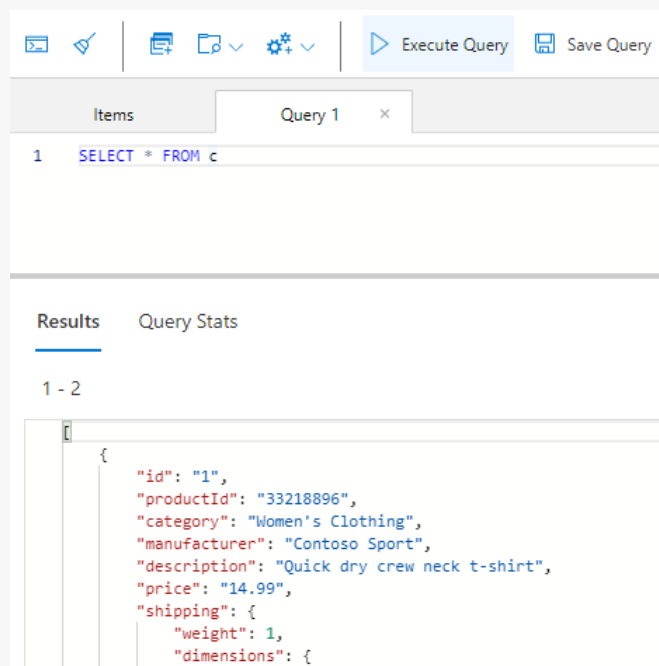 Execute Query Save Query
Items Query 1 ×
1 SELECT * FROM c
Results Query Stats
1 - 2
[
{
"id": "1",
"productId": "33218896",
"category": "Women's Clothing",
"manufacturer": "Contoso Sport",
"description": "Quick dry crew neck t-shirt",
"price": "14.99",
"shipping": {
"weight": 1,
"dimensions": {